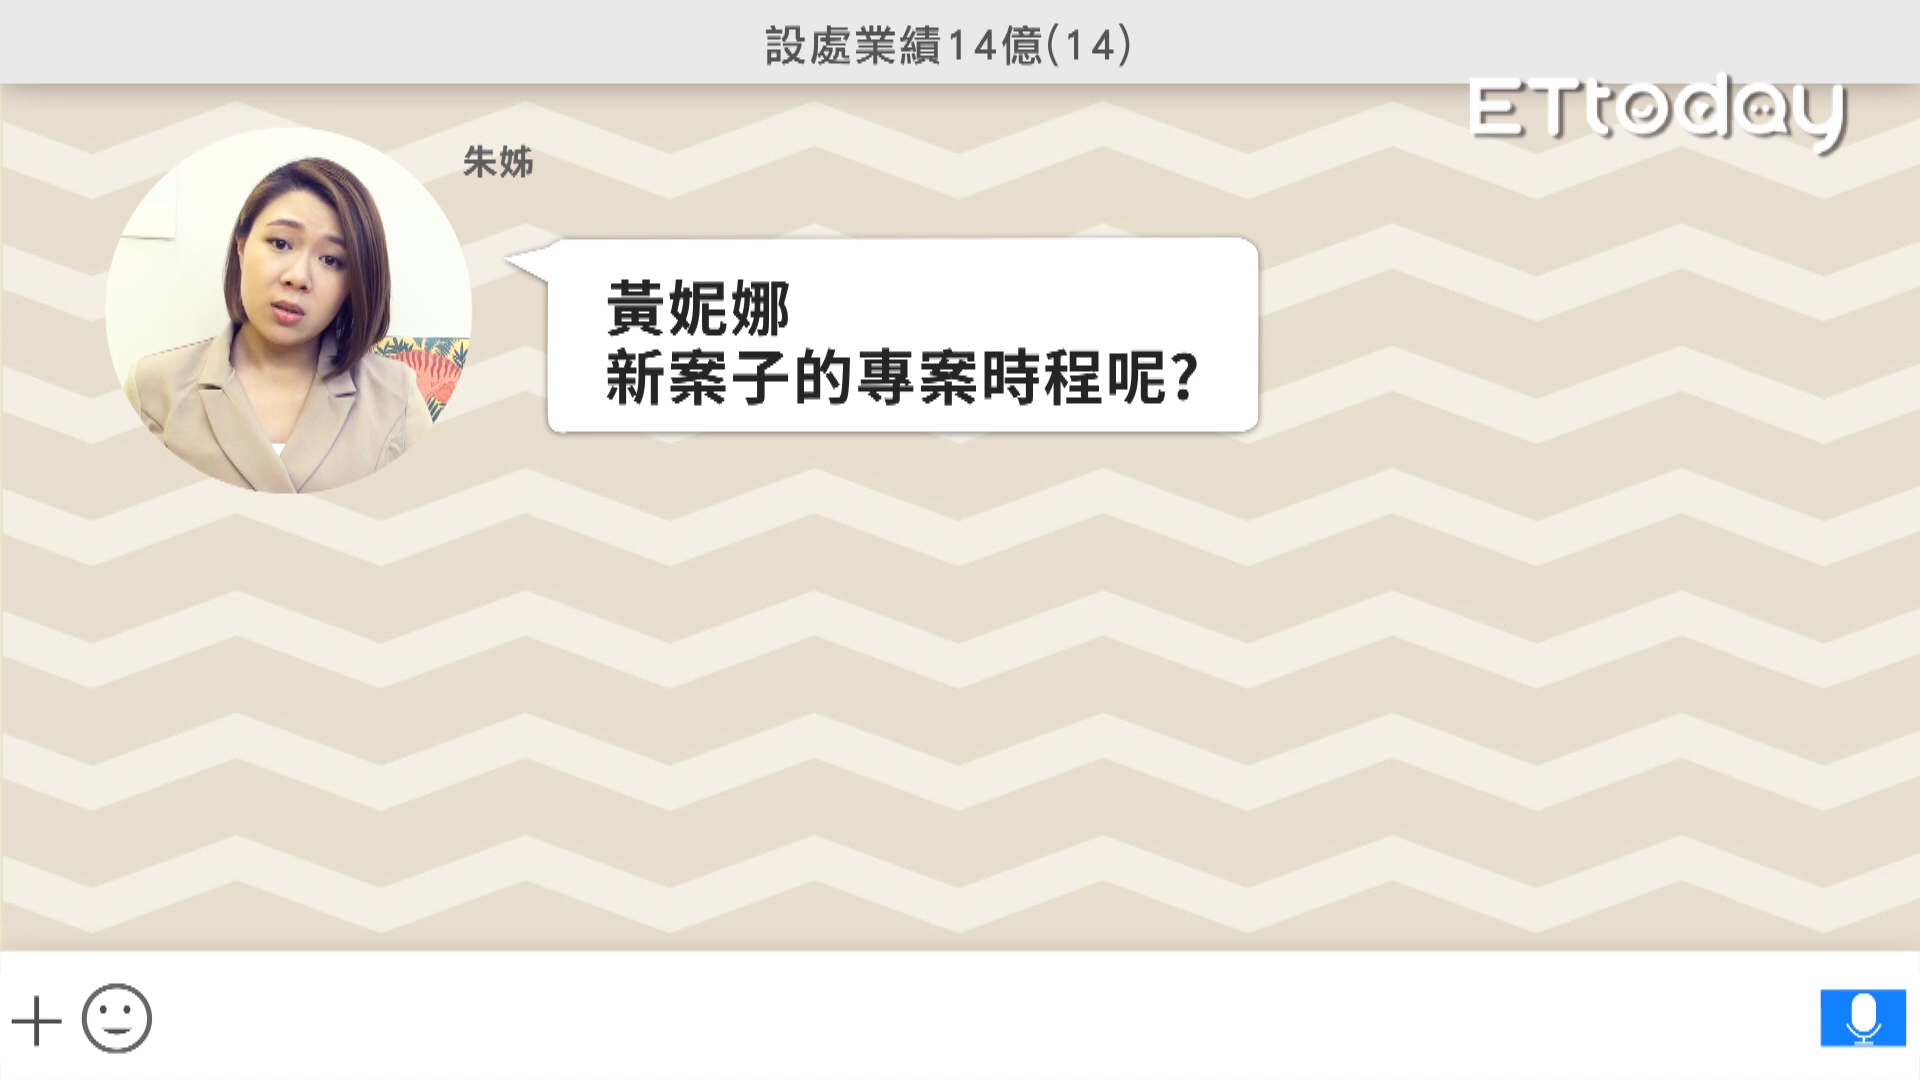 設處業績14億(14)
ETtoday
朱姊
黃妮娜
新案子的專案時程呢?